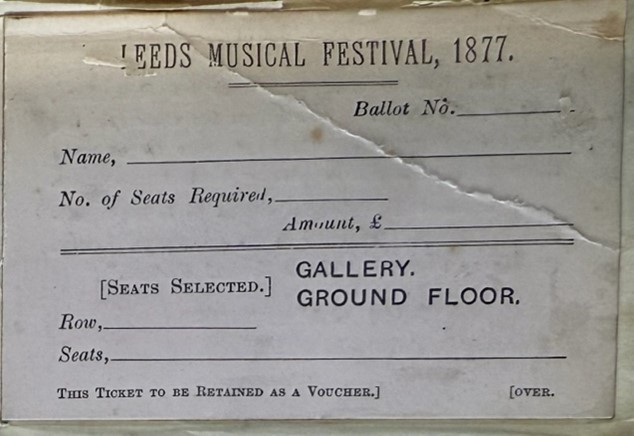 LEEDS MUSICAL FESTIVAL, 1877.
Ballot No.
Name,
No. of Seats Required,
Amount, £
[SEATS SELECTED.]
GALLERY.
GROUND FLOOR.
Row,
Seats,
THIS TICKET TO BE RETAINED AS A VOUCHER.] [OVER.